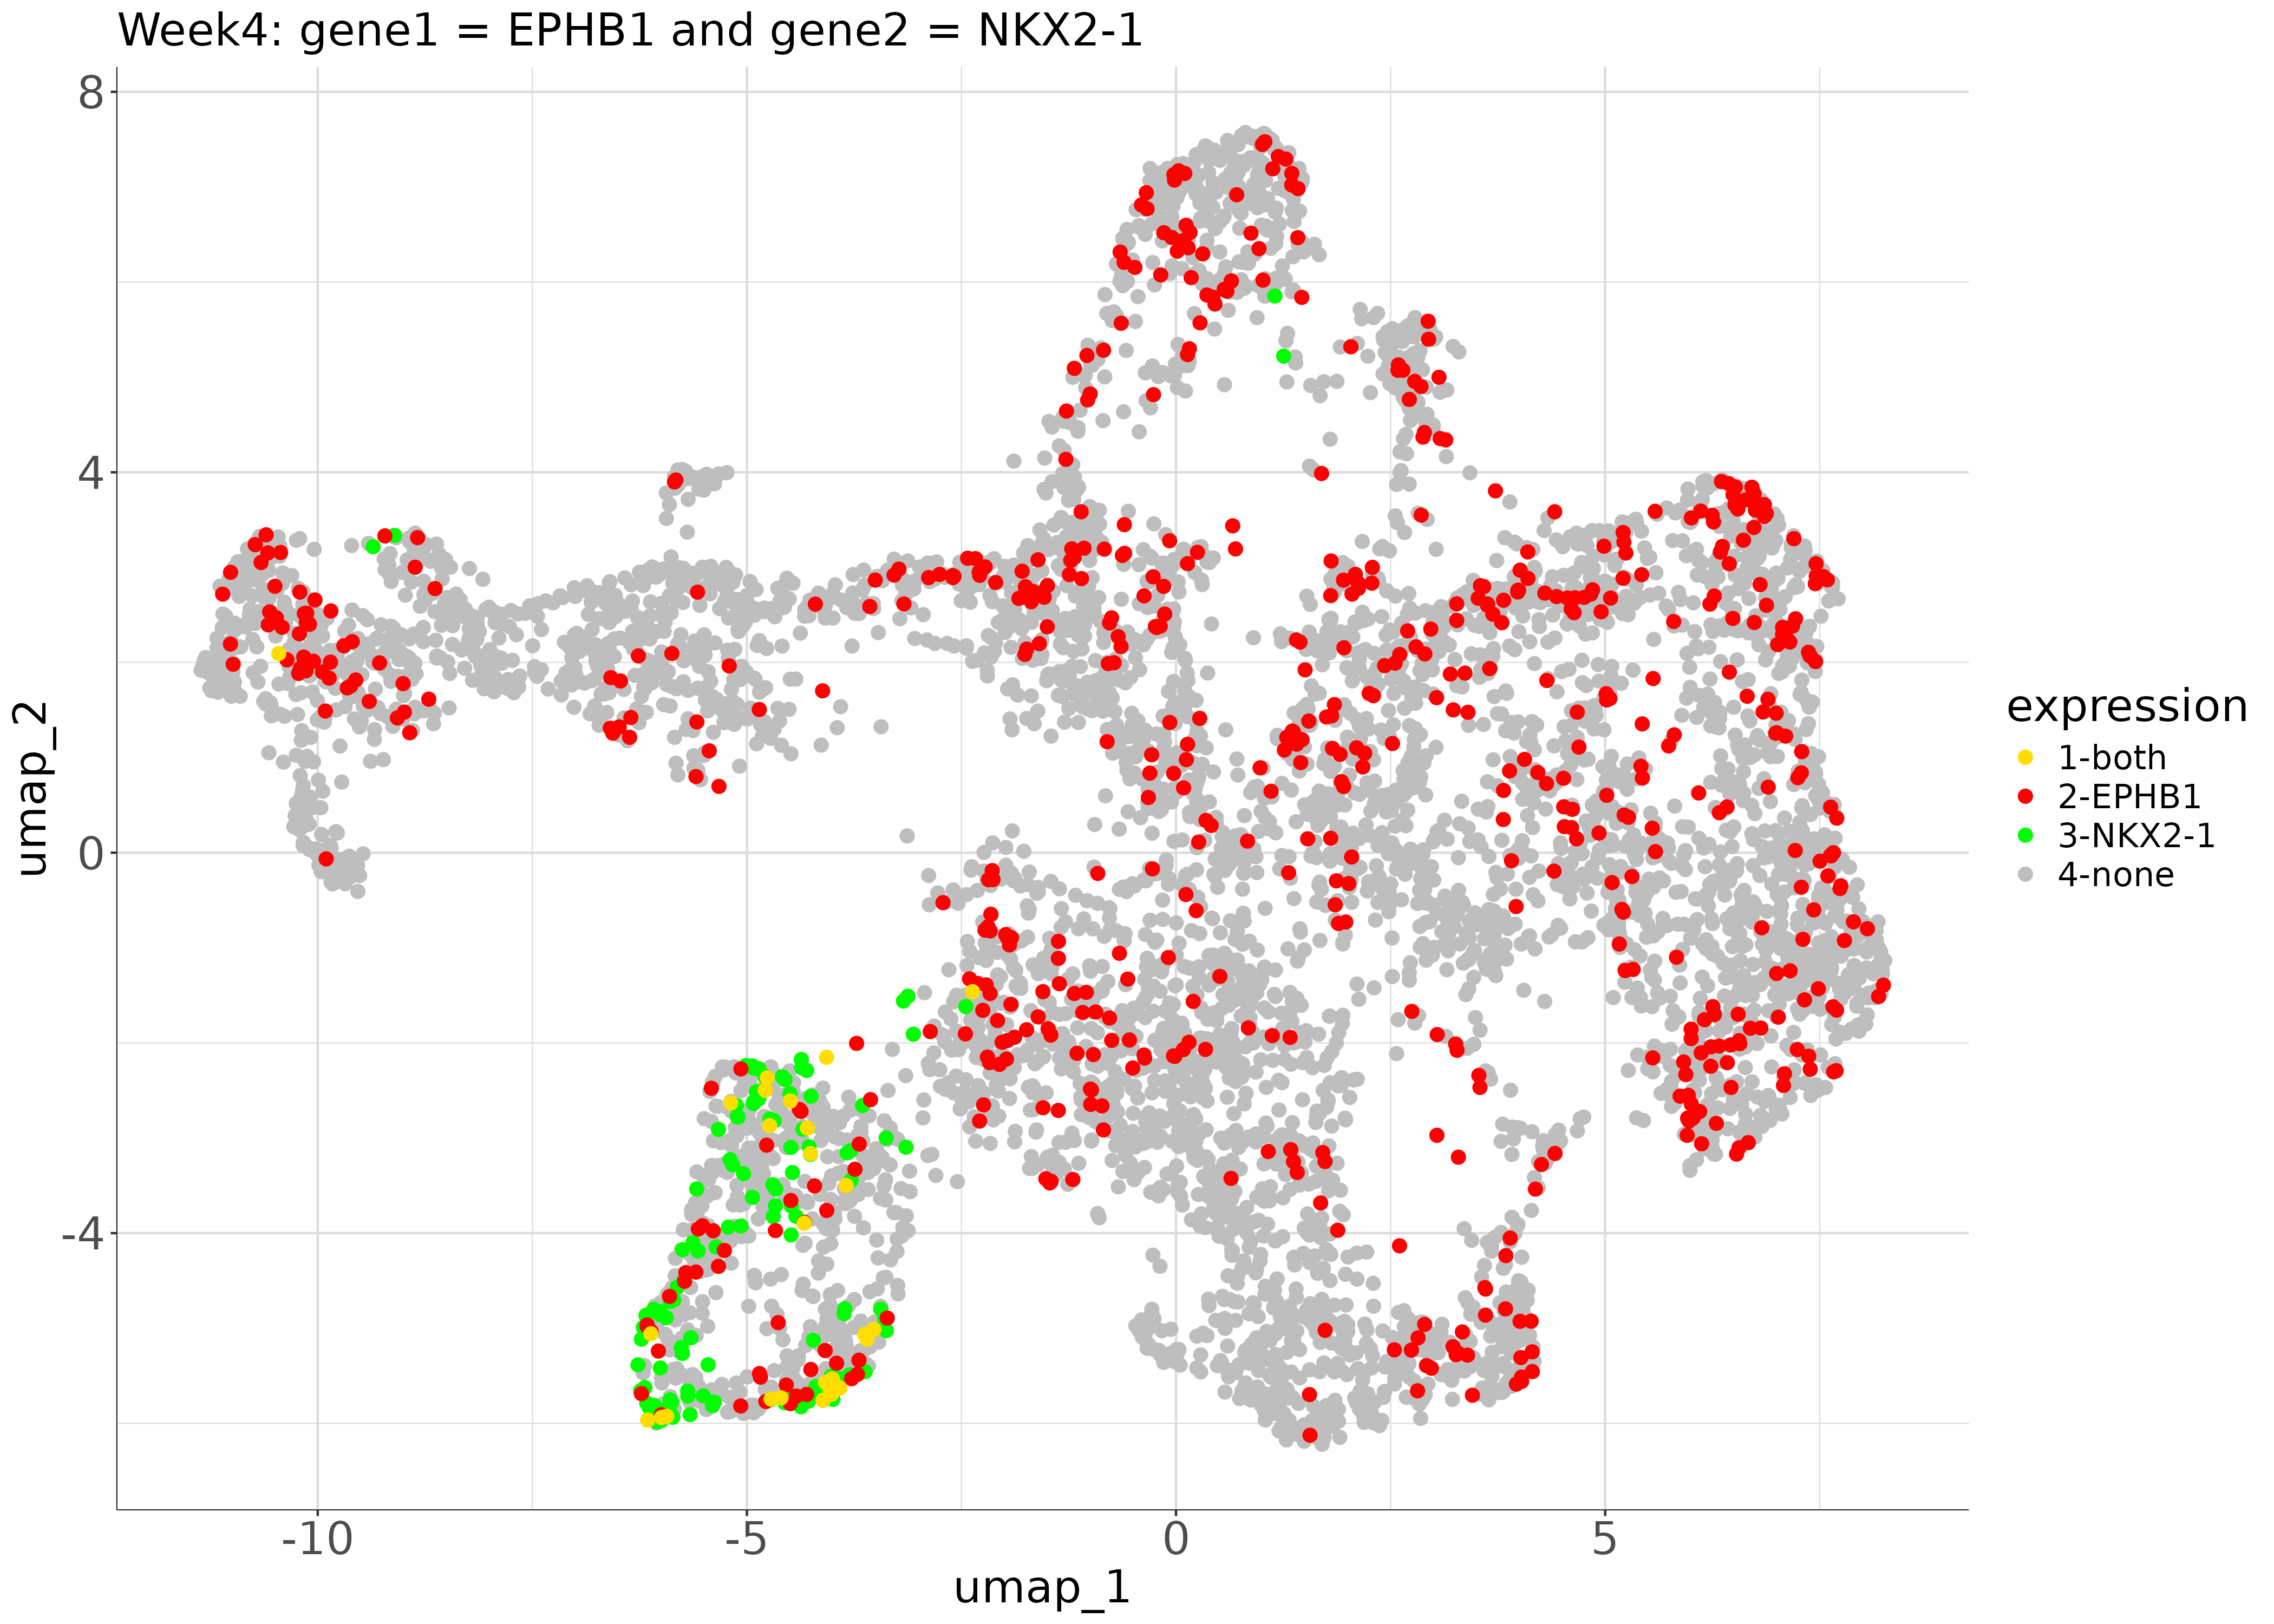 Week4: gene1 = EPHB1 and gene2 = NKX2-1
8
4
0
-4
umap_2
-10
-5
0
5
umap_1
expression
1-both
2-EPHB1
3-NKX2-1
4-none